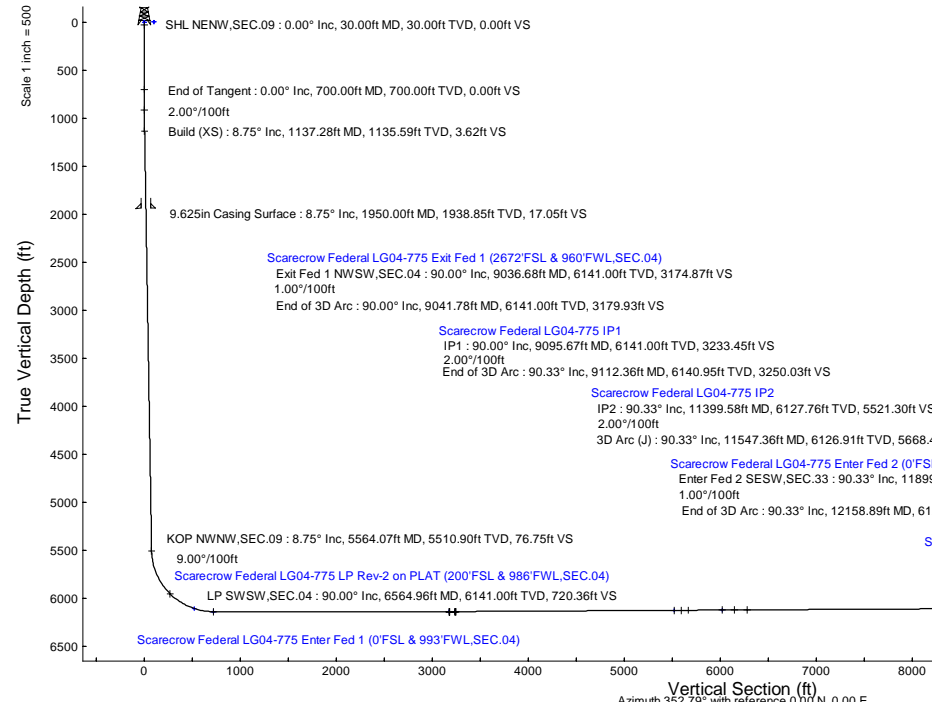 Scale 1 inch = 500
True Vertical Depth (ft)
0
500
1000
1500
2000
2500
3000
3500
4000
4500
5000
5500
6000
6500
SHL NENW,SEC.09 : 0.00° Inc, 30.00ft MD, 30.00ft TVD, 0.00ft VS
End of Tangent : 0.00° Inc, 700.00ft MD, 700.00ft TVD, 0.00ft VS
2.00°/100ft
Build (XS) : 8.75° Inc, 1137.28ft MD, 1135.59ft TVD, 3.62ft VS
9.625in Casing Surface : 8.75° Inc, 1950.00ft MD, 1938.85ft TVD, 17.05ft VS
Scarecrow Federal LG04-775 Exit Fed 1 (2672'FSL & 960'FWL,SEC.04)
Exit Fed 1 NWSW,SEC.04 : 90.00° Inc, 9036.68ft MD, 6141.00ft TVD, 3174.87ft VS
1.00°/100ft
End of 3D Arc : 90.00° Inc, 9041.78ft MD, 6141.00ft TVD, 3179.93ft VS
Scarecrow Federal LG04-775 IP1
IP1 : 90.00° Inc, 9095.67ft MD, 6141.00ft TVD, 3233.45ft VS
2.00°/100ft
End of 3D Arc : 90.33° Inc, 9112.36ft MD, 6140.95ft TVD, 3250.03ft VS
Scarecrow Federal LG04-775 IP2
IP2 : 90.33° Inc, 11399.58ft MD, 6127.76ft TVD, 5521.30ft VS
2.00°/100ft
3D Arc (J) : 90.33° Inc, 11547.36ft MD, 6126.91ft TVD, 5668.4
Scarecrow Federal LG04-775 Enter Fed 2 (0'FSL
Enter Fed 2 SESW,SEC.33 : 90.33° Inc, 11899
1.00°/100ft
End of 3D Arc : 90.33° Inc, 12158.89ft MD, 61
S
KOP NWNW,SEC.09 : 8.75° Inc, 5564.07ft MD, 5510.90ft TVD, 76.75ft VS
9.00°/100ft
Scarecrow Federal LG04-775 LP Rev-2 on PLAT (200'FSL & 986'FWL,SEC.04)
LP SWSW,SEC.04 : 90.00° Inc, 6564.96ft MD, 6141.00ft TVD, 720.36ft VS
Scarecrow Federal LG04-775 Enter Fed 1 (0'FSL & 993'FWL,SEC.04)
0
1000
2000
3000
4000
5000
6000
7000
8000
Vertical Section (ft)
Azimuth 352.79° with reference 0.00 N, 0.00 E